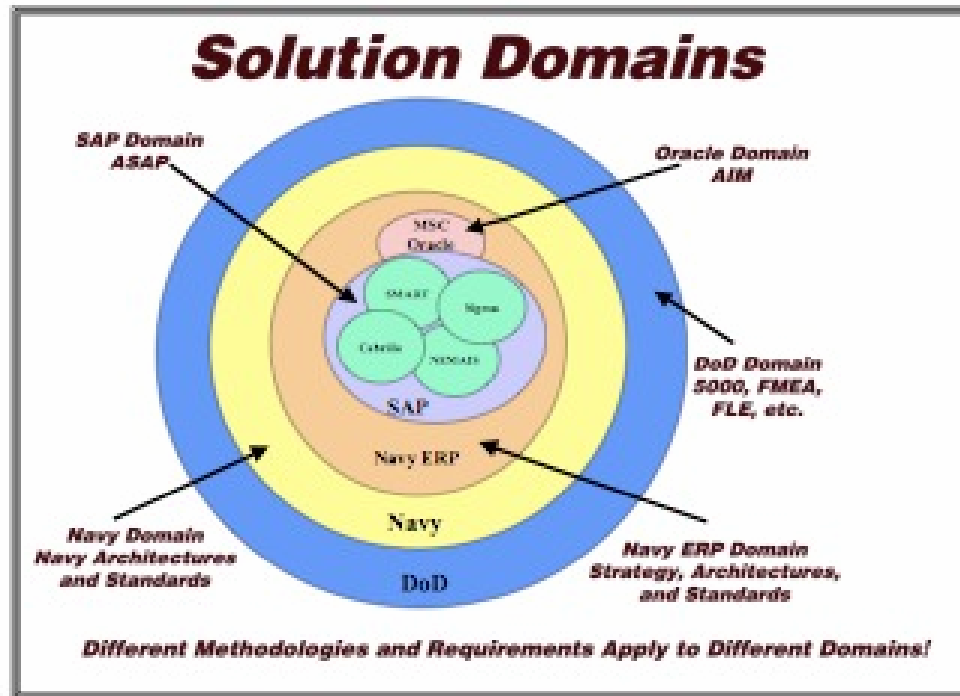 Solution Domains
SAP Domain
ASAP
Oracle Domain
AIM
MSC
Oracle
SMART
Sigma
Cabrillo
NEMAIS
SAP
DoD Domain
5000, FMEA,
FLE, etc.
Navy ERP
Navy
Navy Domain
Navy Architectures
and Standards
Navy ERP Domain
Strategy, Architectures,
and Standards
DoD
Different Methodologies and Requirements Apply to Different Domains!